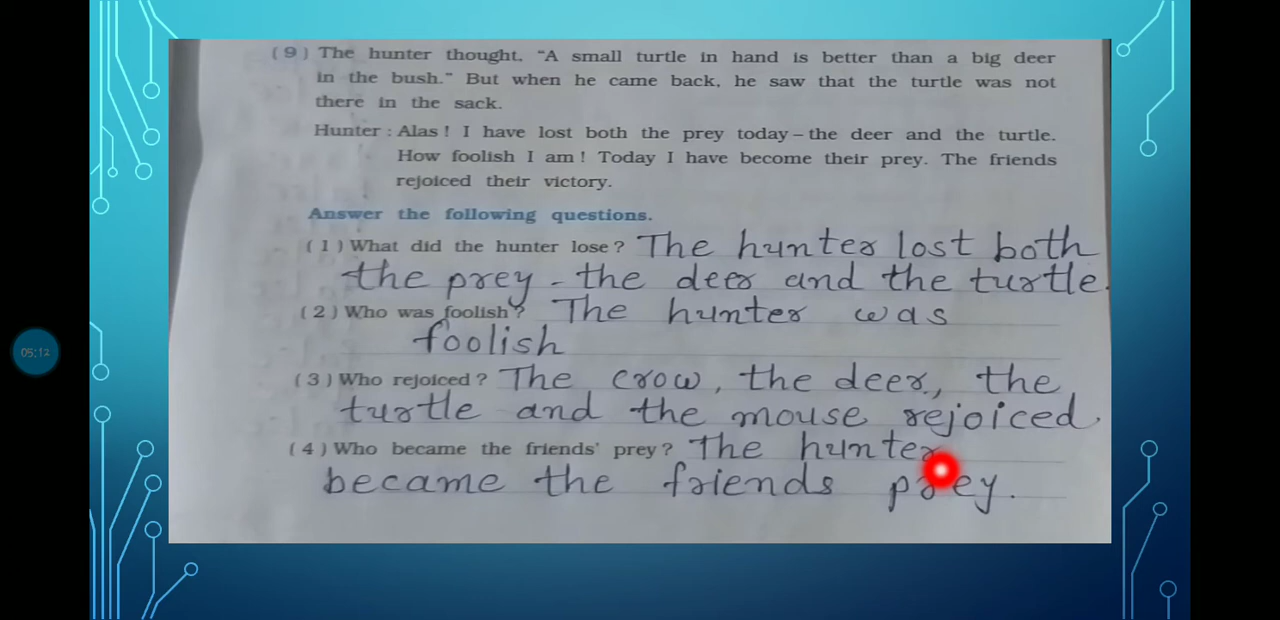 (9) The hunter thought, "A small turtle in hand is better than a big deer
in the bush." But when he came back, he saw that the turtle was not
there in the sack.
Hunter : Alas! I have lost both the prey today – the deer and the turtle.
How foolish I am! Today I have become their prey. The friends
rejoiced their victory.
Answer the following questions.
(1) What did the hunter lose? The hunter lost both
the prey - the deer and the turtle.
(2) Who was foolish? The hunter was
foolish
(3) Who rejoiced? The crow, the deer, the
turtle and the mouse rejoiced.
(4) Who became the friends' prey? The hunter
became the friends prey.
05:12